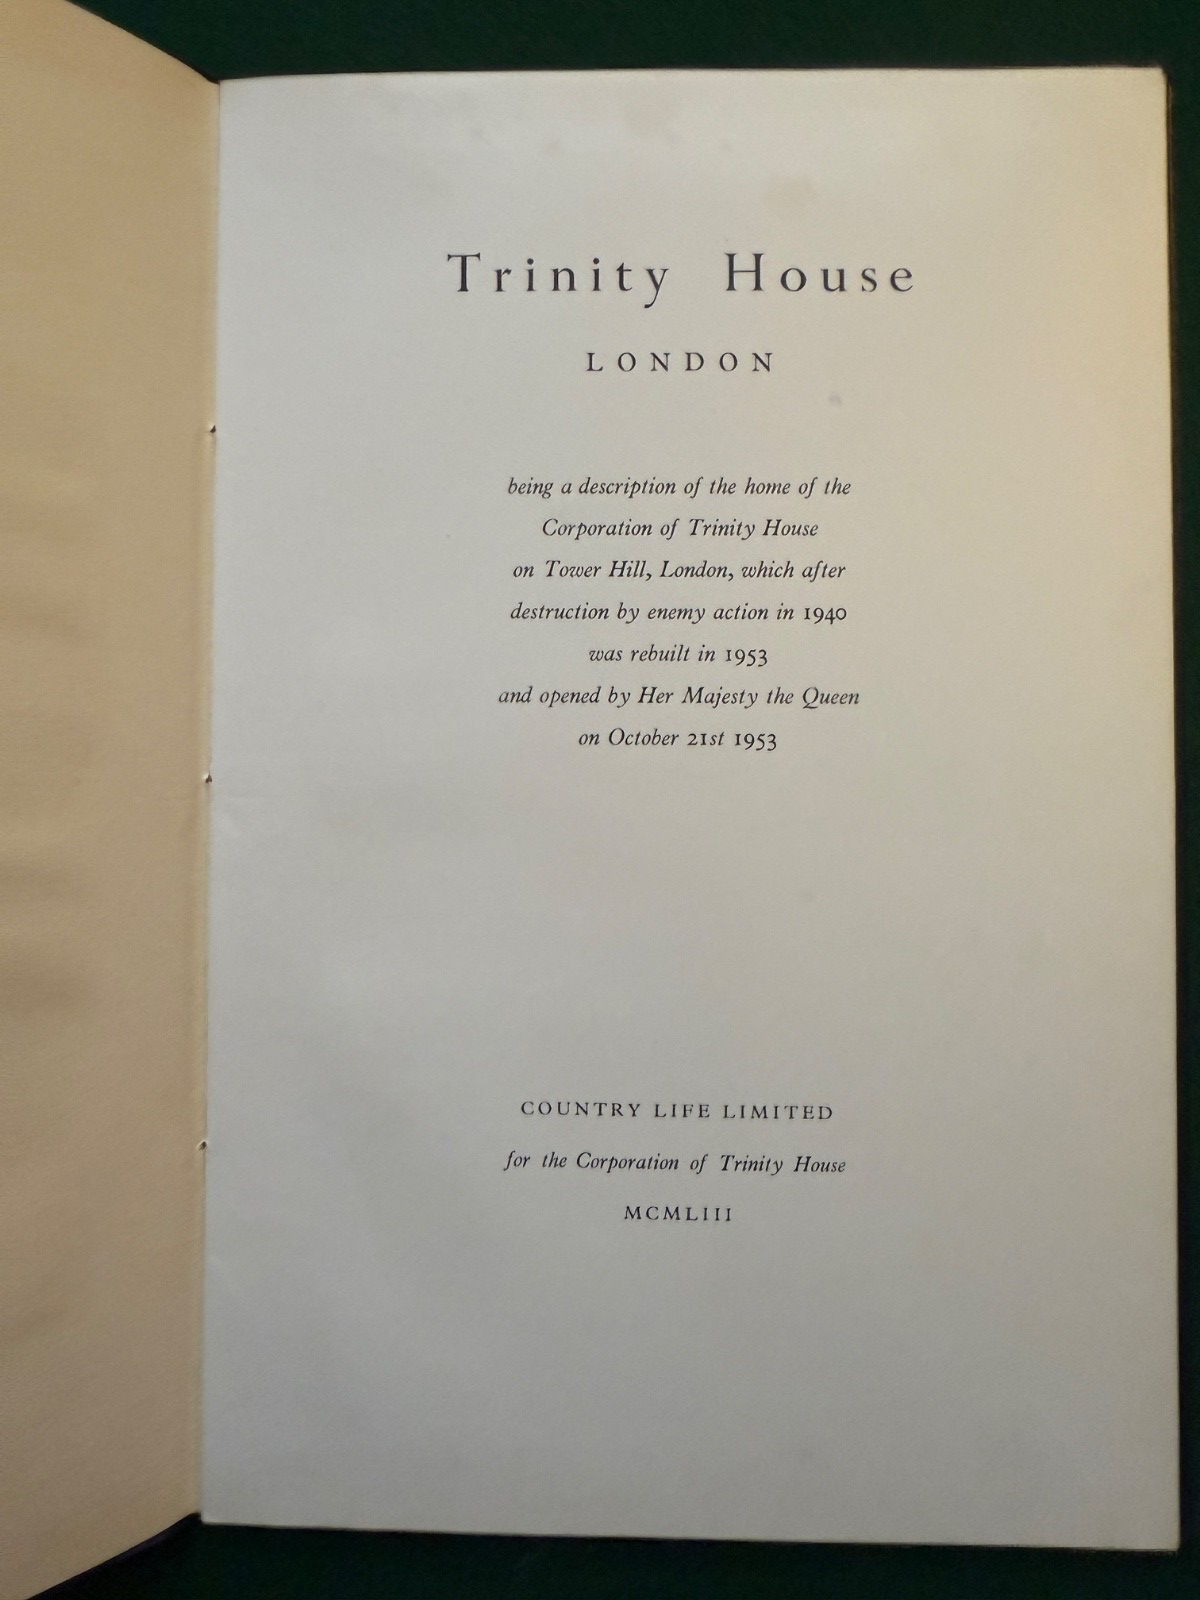 Trinity House
LONDON
being a description of the home of the
Corporation of Trinity House
on Tower Hill, London, which after
destruction by enemy action in 1940
was rebuilt in 1953
and opened by Her Majesty the Queen
on October 21st 1953
COUNTRY LIFE LIMITED
for the Corporation of Trinity House
MCMLIII